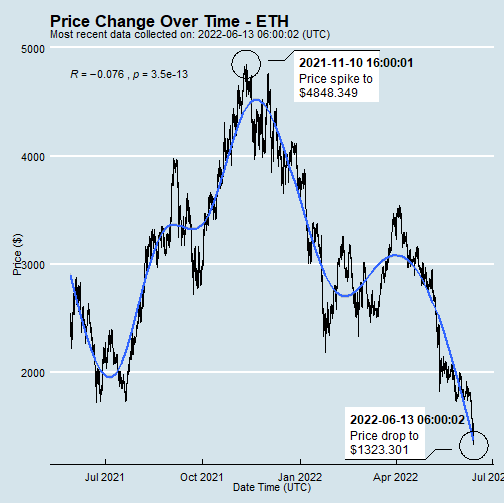 Price Change Over Time - ETH
Most recent data collected on: 2022-06-13 06:00:02 (UTC)
5000
R = −0.076 , p = 3.5e-13
2021-11-10 16:00:01
Price spike to
$4848.349
4000
3000
Price ($)
2000
2022-06-13 06:00:02
Price drop to
$1323.301
Jul 2021 Oct 2021 Jan 2022 Apr 2022 Jul 202
Date Time (UTC)